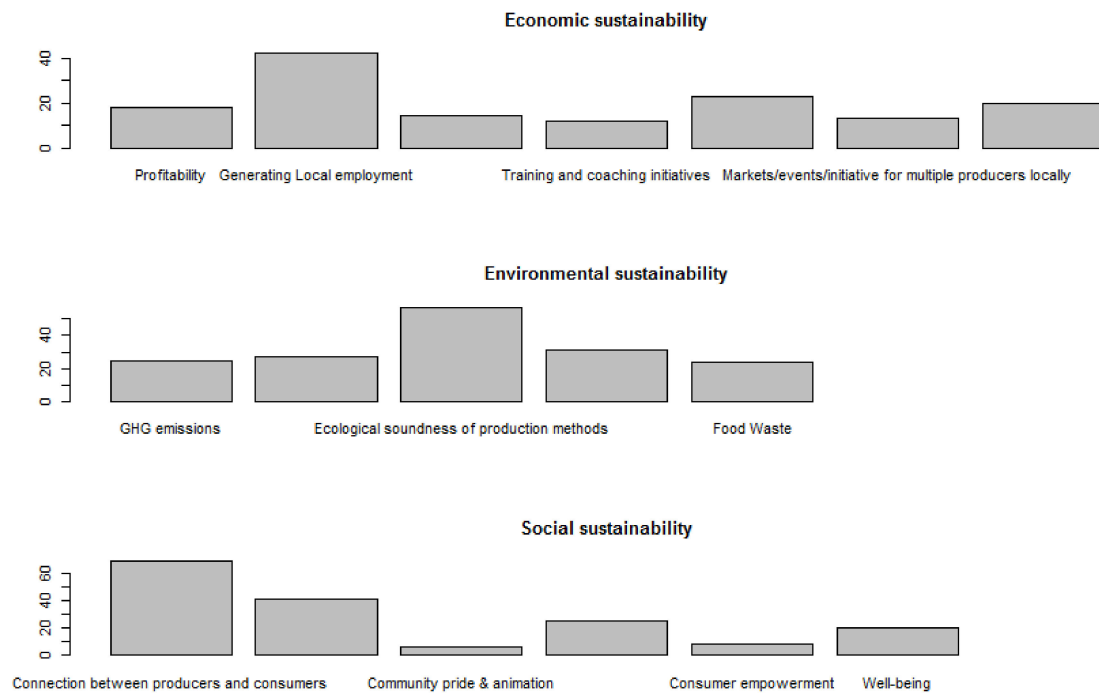 Economic sustainability
40
20
0
Profitability
Generating Local employment
Training and coaching initiatives
Markets/events/initiative for multiple producers locally
Environmental sustainability
40
20
0
GHG emissions
Ecological soundness of production methods
Food Waste
Social sustainability
60
40
20
0
Connection between producers and consumers
Community pride & animation
Consumer empowerment
Well-being